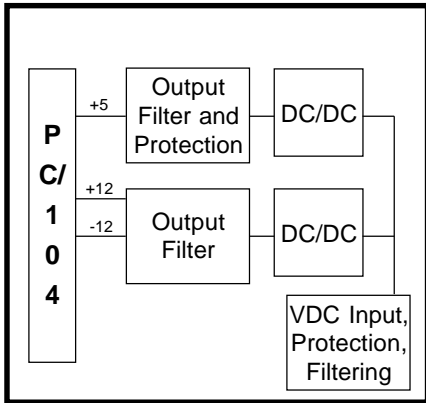 P
C/
1
0
4
+5
+12
-12
Output
Filter and
Protection
DC/DC
Output
Filter
DC/DC
VDC Input,
Protection,
Filtering